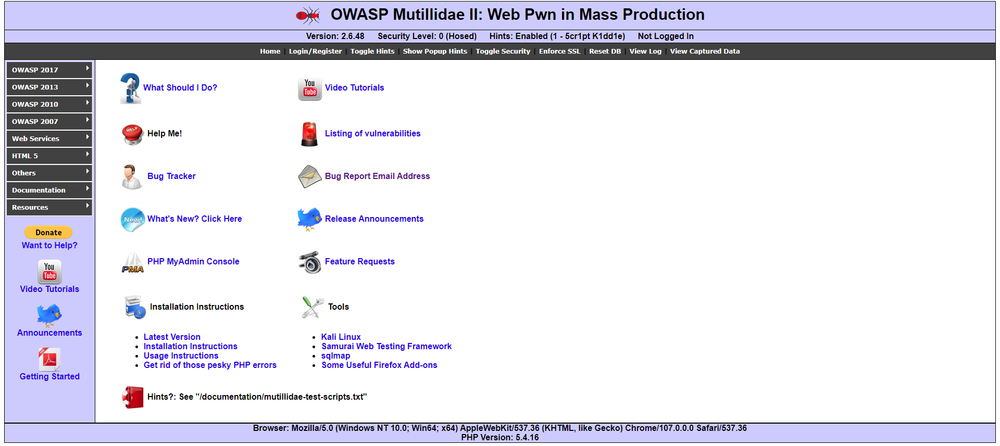 OWASP Mutillidae II: Web Pwn in Mass Production
Version: 2.6.48 Security Level: 0 (Hosed) Hints: Enabled (1 - 5cr1pt K1dd1e) Not Logged In
Home | Login/Register | Toggle Hints | Show Popup Hints | Toggle Security | Enforce SSL | Reset DB | View Log | View Captured Data
OWASP 2017
OWASP 2013
OWASP 2010
OWASP 2007
Web Services
HTML 5
Others
Documentation
Resources
Donate
Want to Help?
You
Tube
Video Tutorials
Announcements
Getting Started
What Should I Do?
You
Tube
Video Tutorials
HELP
Help Me!
Listing of vulnerabilities
Bug Tracker
Bug Report Email Address
New!
What's New? Click Here
Release Announcements
PMA
PHP MyAdmin Console
Feature Requests
Installation Instructions
Tools
Latest Version
Installation Instructions
Usage Instructions
Get rid of those pesky PHP errors
Kali Linux
Samurai Web Testing Framework
sqlmap
Some Useful Firefox Add-ons
Hints?: See "/documentation/mutillidae-test-scripts.txt"
Browser: Mozilla/5.0 (Windows NT 10.0; Win64; x64) AppleWebKit/537.36 (KHTML, like Gecko) Chrome/107.0.0.0 Safari/537.36
PHP Version: 5.4.16